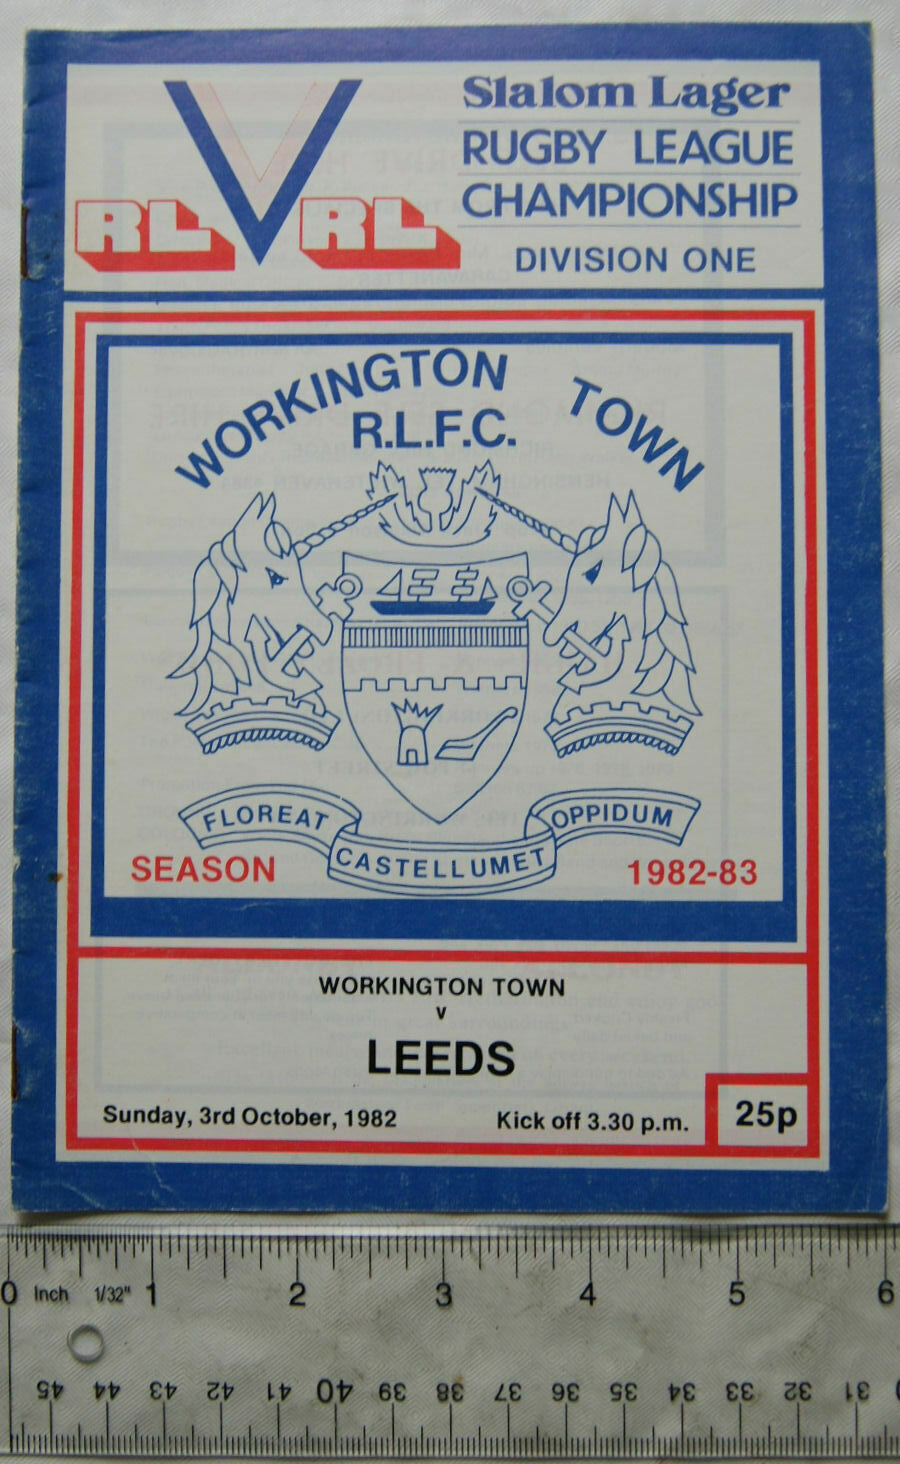 RL RL
Slalom Lager
RUGBY LEAGUE
CHAMPIONSHIP
DIVISION ONE
WORKINGTON TOWN
R.L.F.C.
FLOREAT CASTELLUMET OPPIDUM
SEASON 1982-83
WORKINGTON TOWN
v
LEEDS
Sunday, 3rd October, 1982 Kick off 3.30 p.m.
25p
0 Inch 1/32" 1 2 3 4 5 6
45 44 43 42 41 40 39 38 37 36 35 34 33 32 31